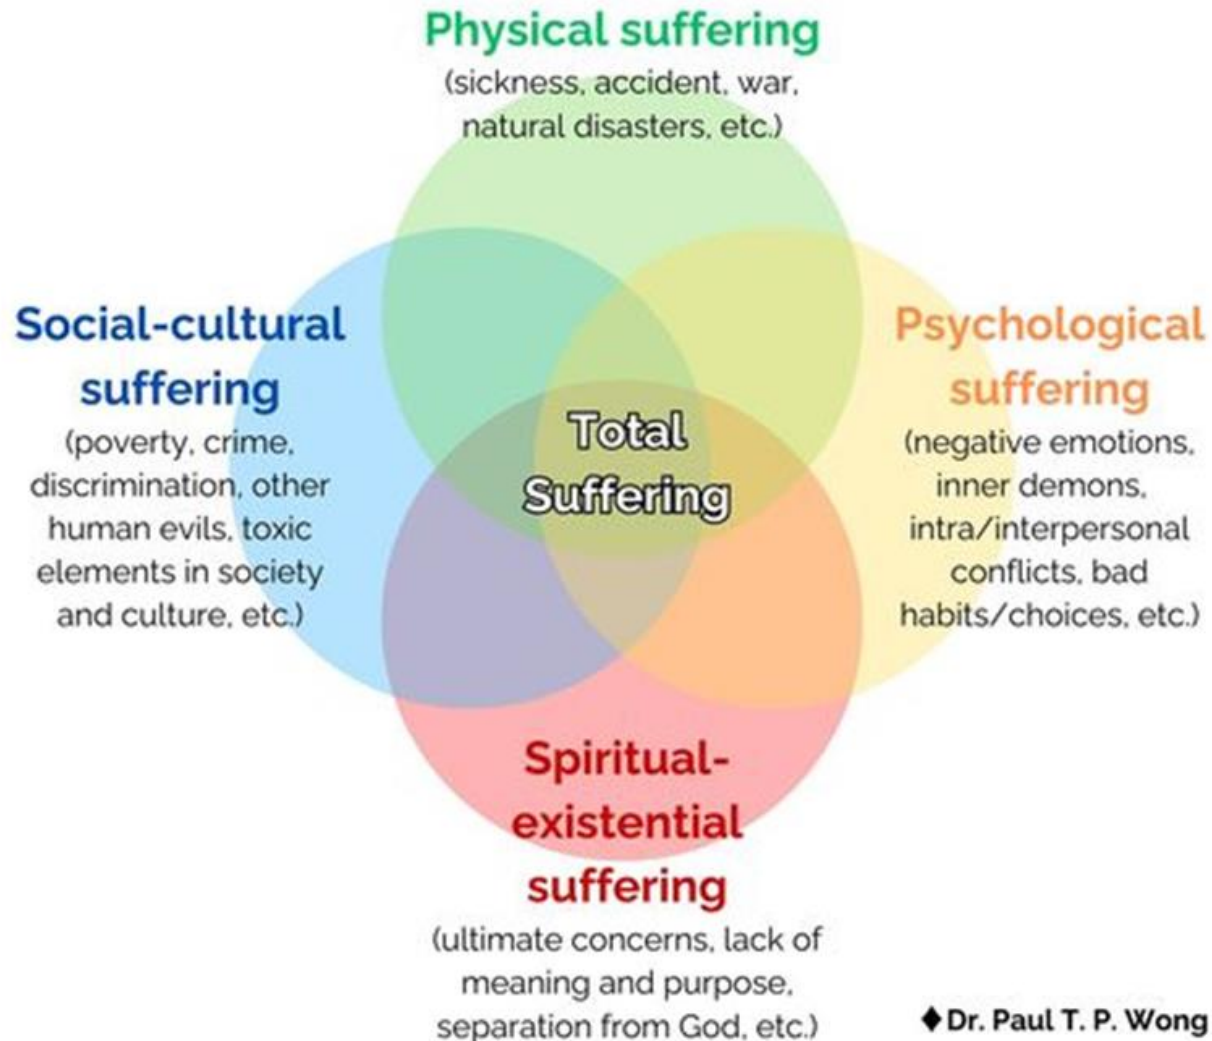 Physical suffering
(sickness, accident, war,
natural disasters, etc.)
Social-cultural
suffering
(poverty, crime,
discrimination, other
human evils, toxic
elements in society
and culture, etc.)
Total
Suffering
Psychological
suffering
(negative emotions,
inner demons,
intra/interpersonal
conflicts, bad
habits/choices, etc.)
Spiritual-
existential
suffering
(ultimate concerns, lack of
meaning and purpose,
separation from God, etc.)
♦Dr. Paul T. P. Wong